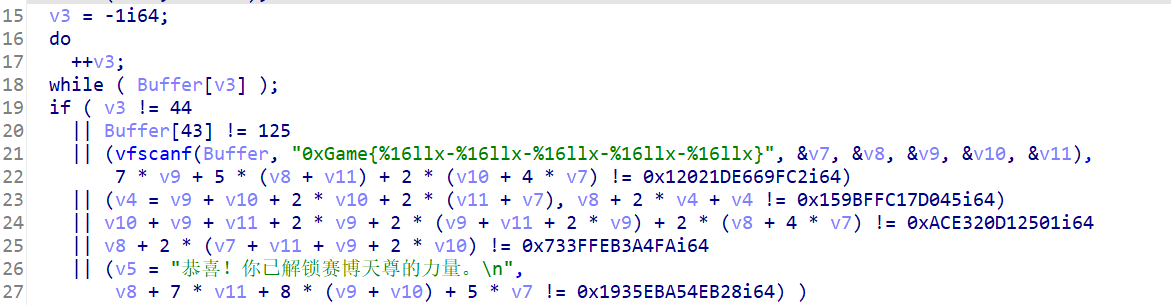 15 v3 = -1i64;
16 do
17 ++v3;
18 while ( Buffer[v3] );
19 if ( v3 != 44
20 || Buffer[43] != 125
21 || (vfscanf(Buffer, "0xGame{%16llx-%16llx-%16llx-%16llx-%16llx}", &v7, &v8, &v9, &v10, &v11),
22 7 * v9 + 5 * (v8 + v11) + 2 * (v10 + 4 * v7) != 0x12021DE669FC2i64)
23 || (v4 = v9 + v10 + 2 * v10 + 2 * (v11 + v7), v8 + 2 * v4 + v4 != 0x159BFFC17D045i64)
24 || v10 + v9 + v11 + 2 * v9 + 2 * (v9 + v11 + 2 * v9) + 2 * (v8 + 4 * v7) != 0xACE320D12501i64
25 || v8 + 2 * (v7 + v11 + v9 + 2 * v10) != 0x733FFEB3A4FAi64
26 || (v5 = "恭喜！你已解锁赛博天尊的力量。\n",
27 v8 + 7 * v11 + 8 * (v9 + v10) + 5 * v7 != 0x1935EBA54EB28i64) )